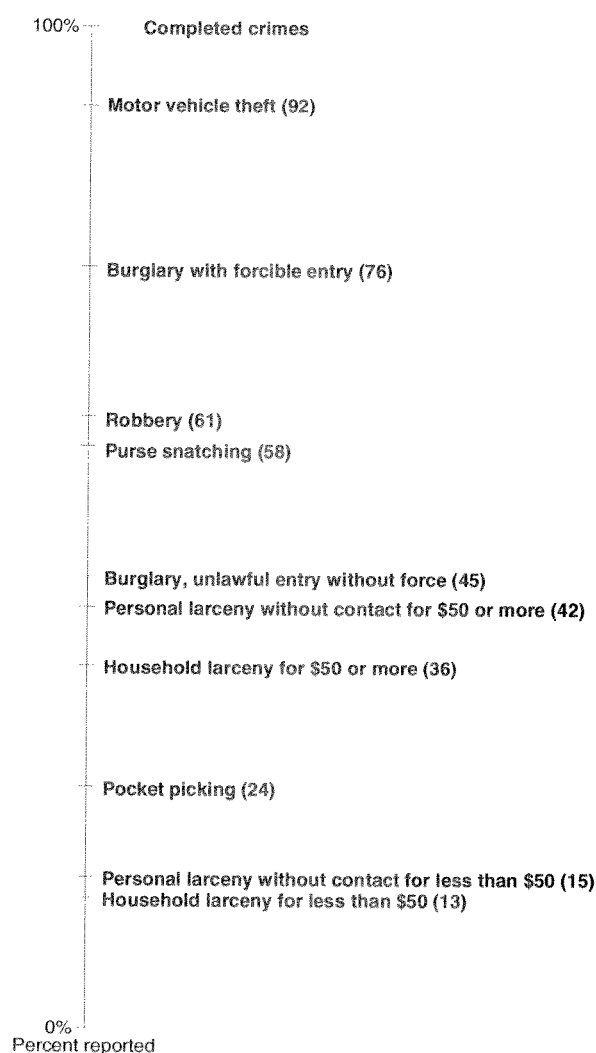 100%
Completed crimes
Motor vehicle theft (92)
Burglary with forcible entry (76)
Robbery (61)
Purse snatching (58)
Burglary, unlawful entry without force (45)
Personal larceny without contact for $50 or more (42)
Household larceny for $50 or more (36)
Pocket picking (24)
Personal larceny without contact for less than $50 (15)
Household larceny for less than $50 (13)
0%
Percent reported